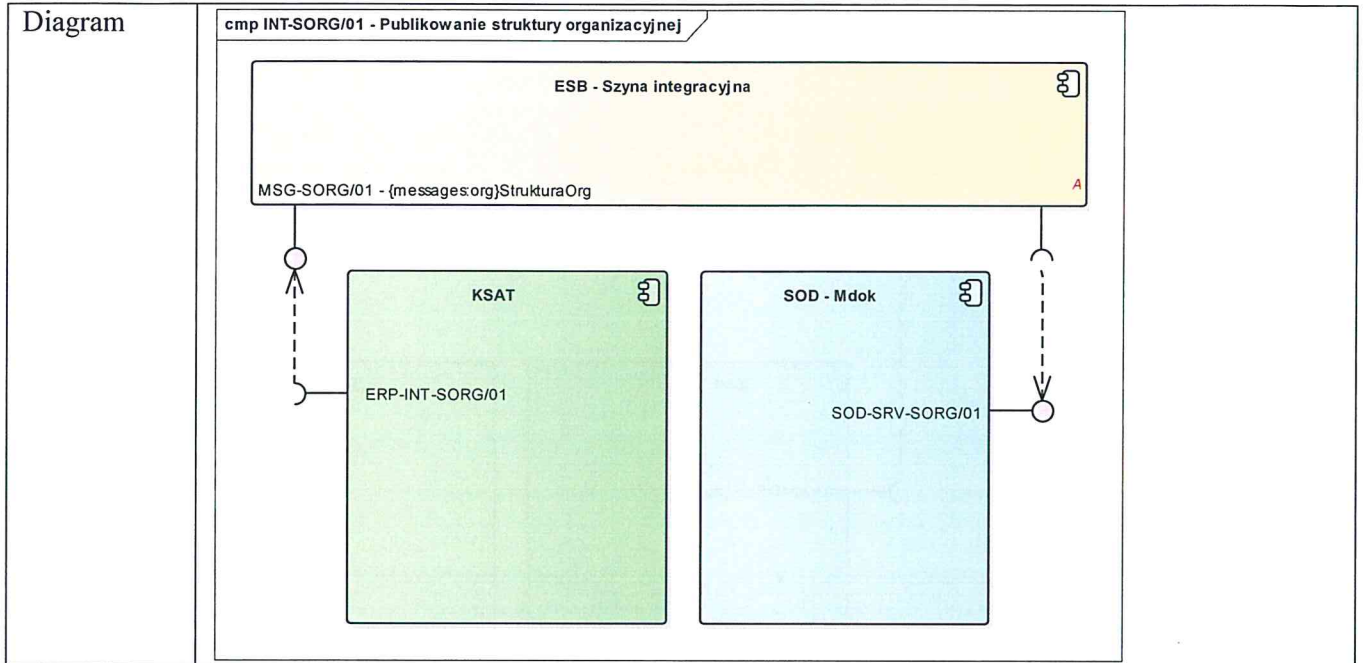 Diagram
cmp INT-SORG/01 - Publikowanie struktury organizacyjnej
ESB - Szyna integracyjna
MSG-SORG/01 - {messages:org}StrukturaOrg
A
KSAT
SOD - Mdok
ERP-INT-SORG/01
SOD-SRV-SORG/01